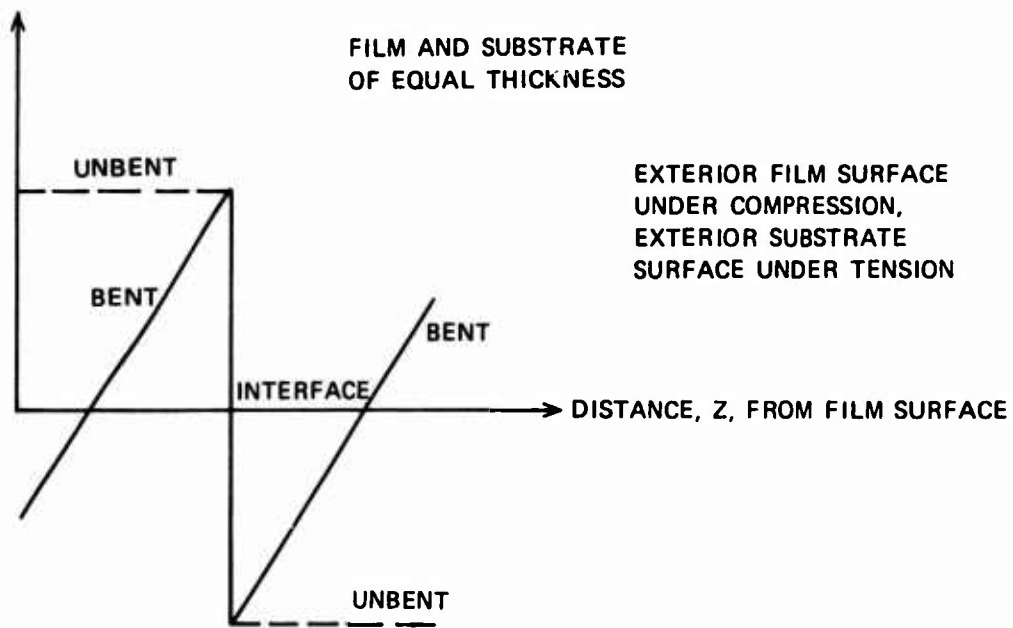 FILM AND SUBSTRATE
OF EQUAL THICKNESS
UNBENT
EXTERIOR FILM SURFACE
UNDER COMPRESSION,
EXTERIOR SUBSTRATE
SURFACE UNDER TENSION
BENT
BENT
INTERFACE
DISTANCE, Z, FROM FILM SURFACE
UNBENT